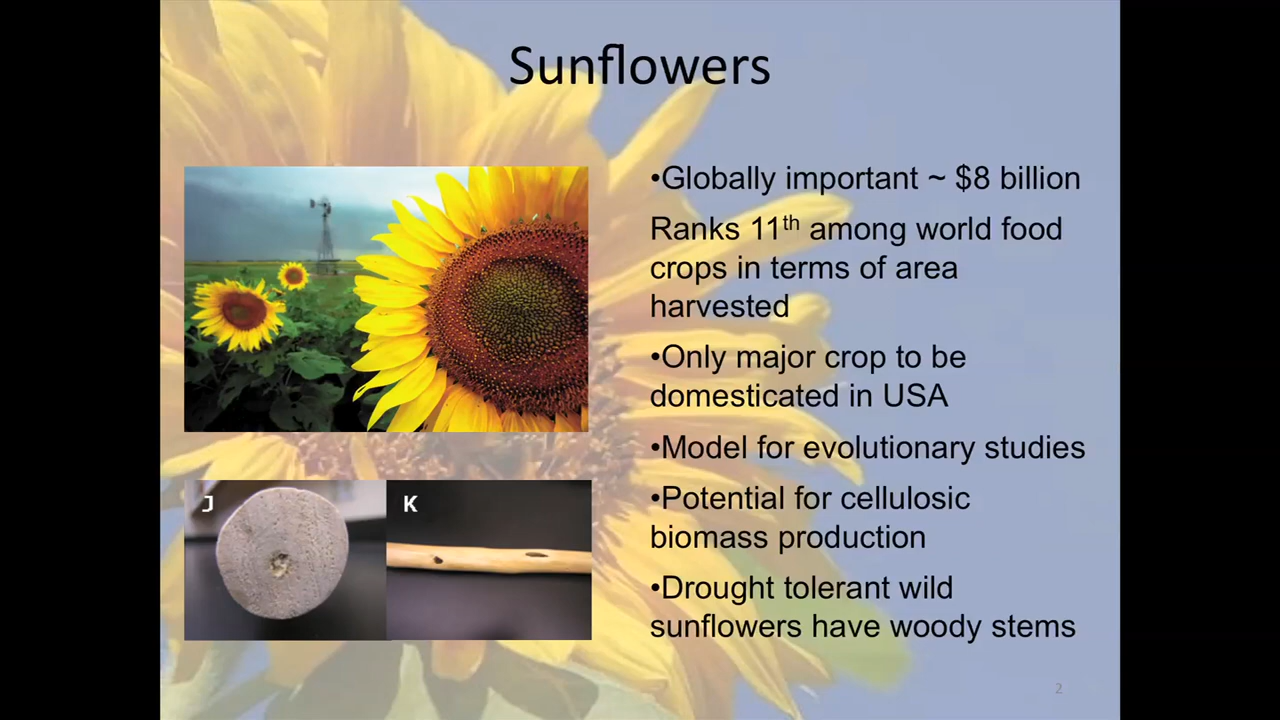 Sunflowers
•Globally important ~ $8 billion
Ranks 11th among world food
crops in terms of area
harvested
•Only major crop to be
domesticated in USA
•Model for evolutionary studies
•Potential for cellulosic
biomass production
•Drought tolerant wild
sunflowers have woody stems
J
K
2